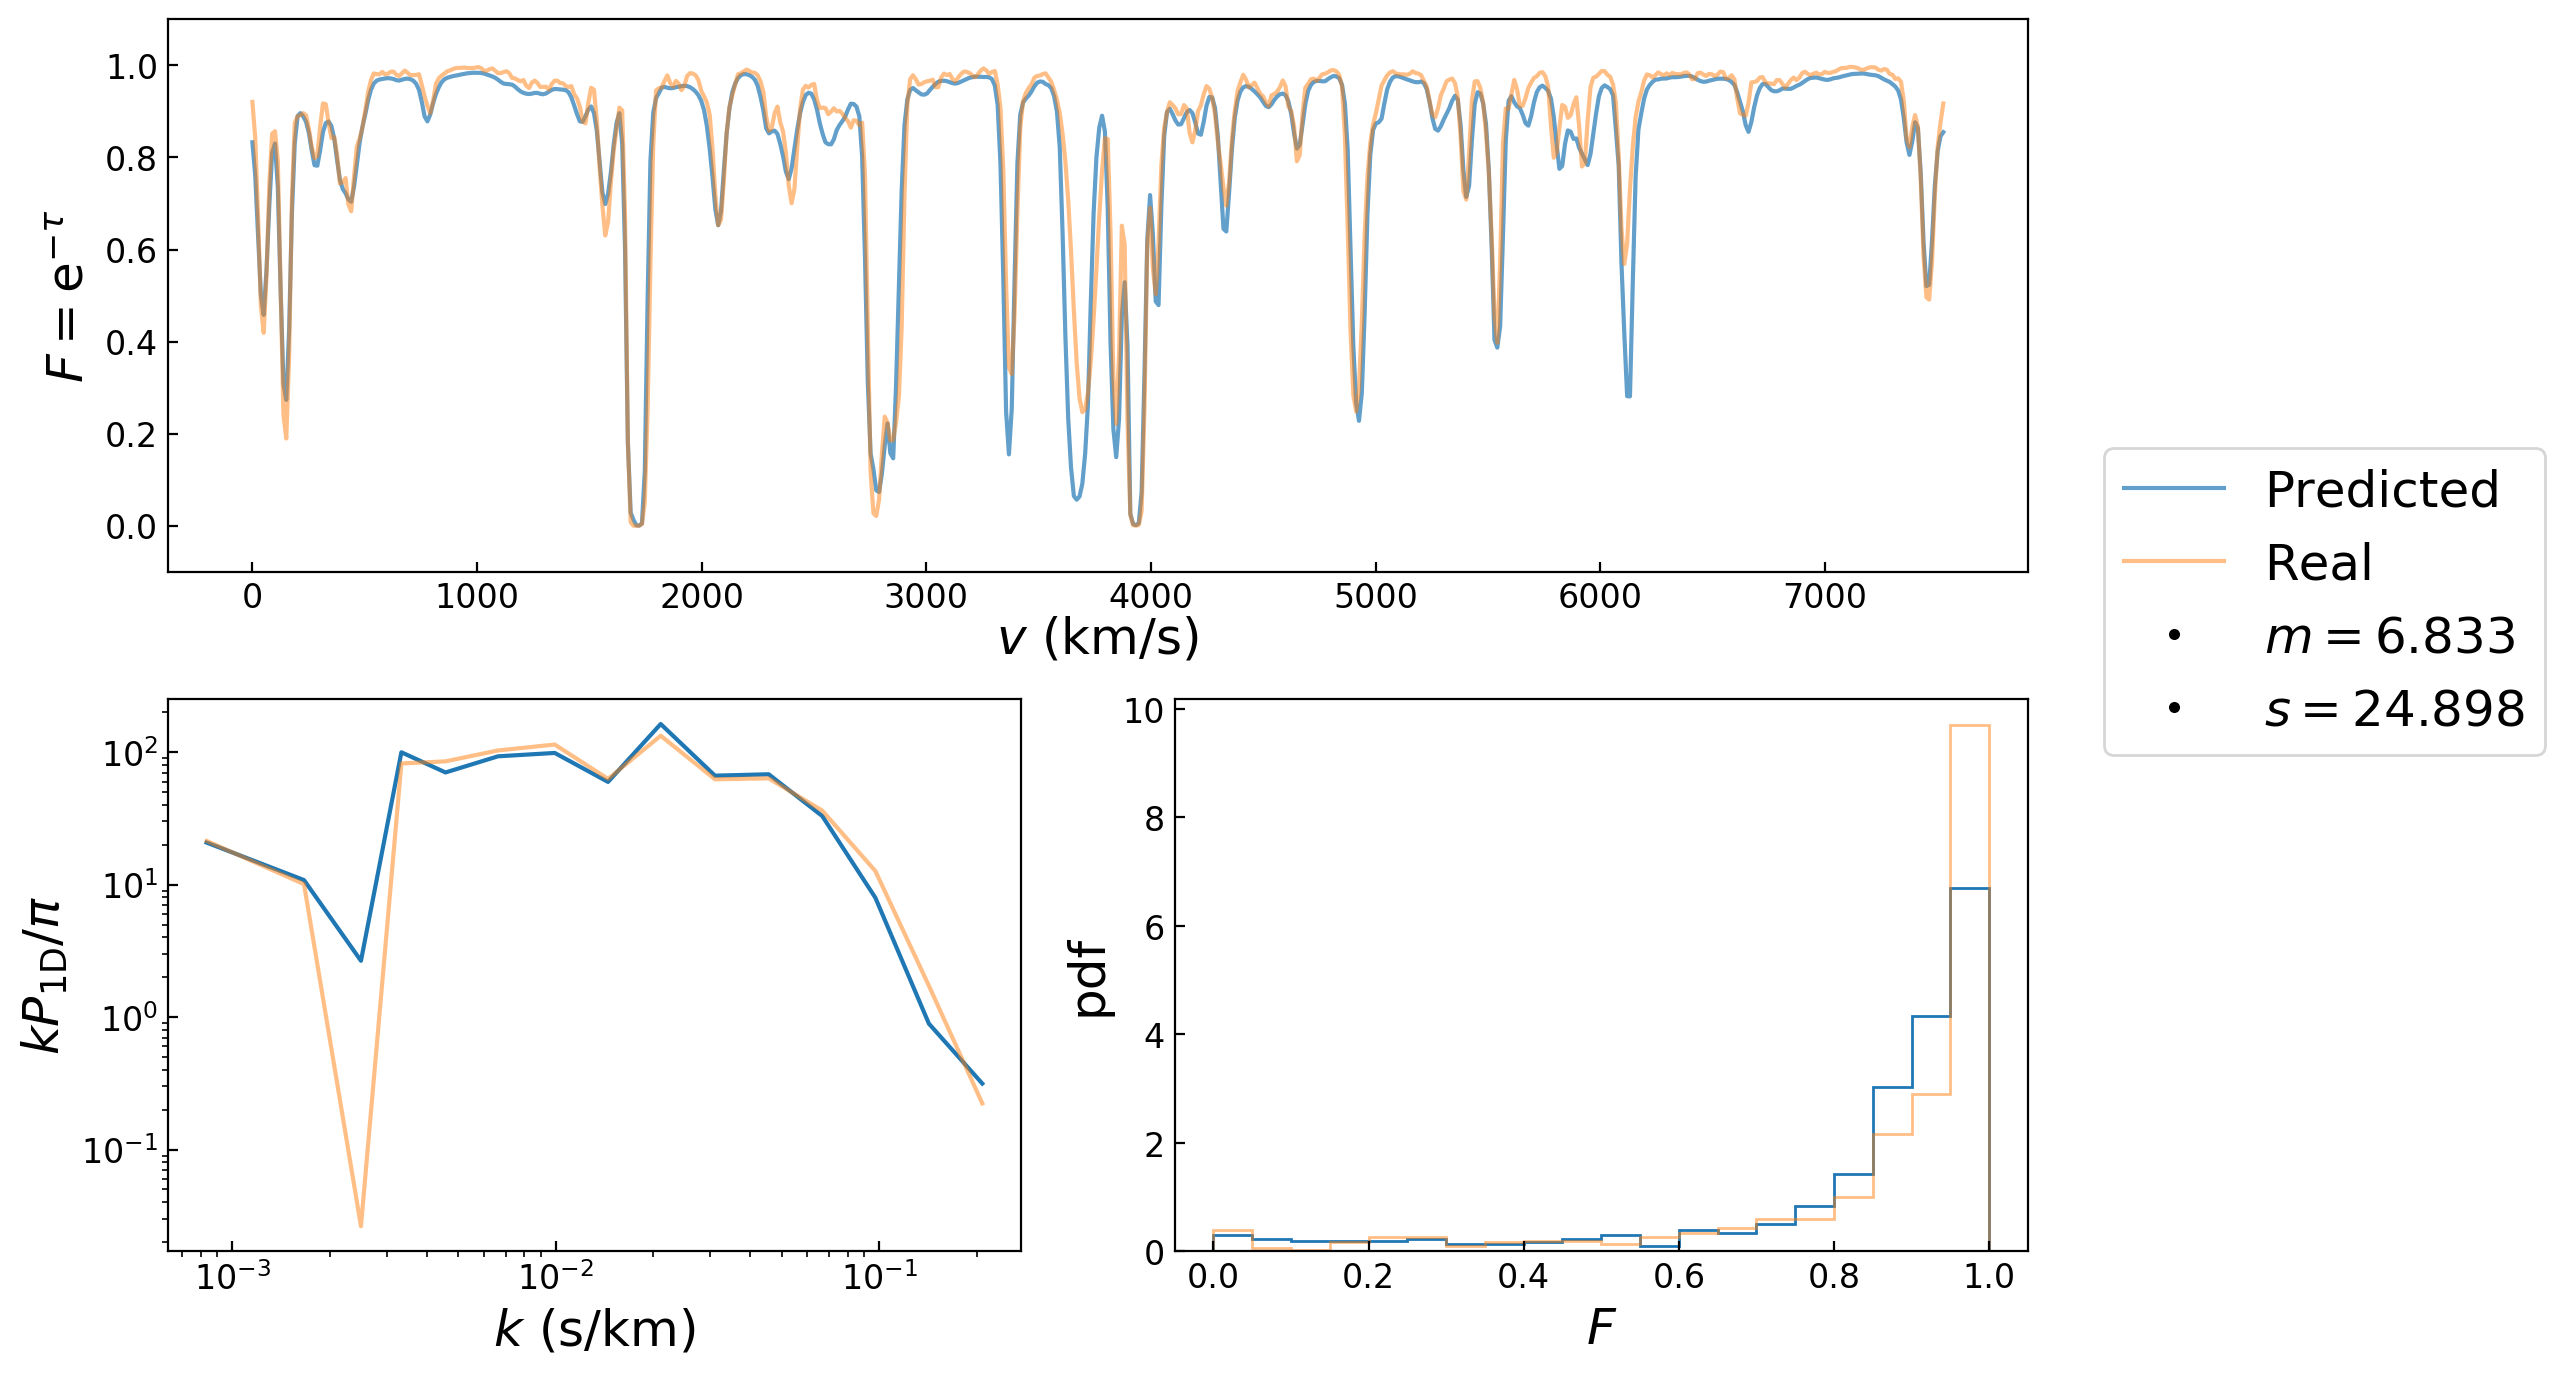 F = e^{−τ}
1.0
0.8
0.6
0.4
0.2
0.0
0 1000 2000 3000 4000 5000 6000 7000
v (km/s)
Predicted
Real
m = 6.833
s = 24.898
kP_{1D}/π
10^2
10^1
10^0
10^{−1}
10^{−3} 10^{−2} 10^{−1}
k (s/km)
pdf
10
8
6
4
2
0
0.0 0.2 0.4 0.6 0.8 1.0
F